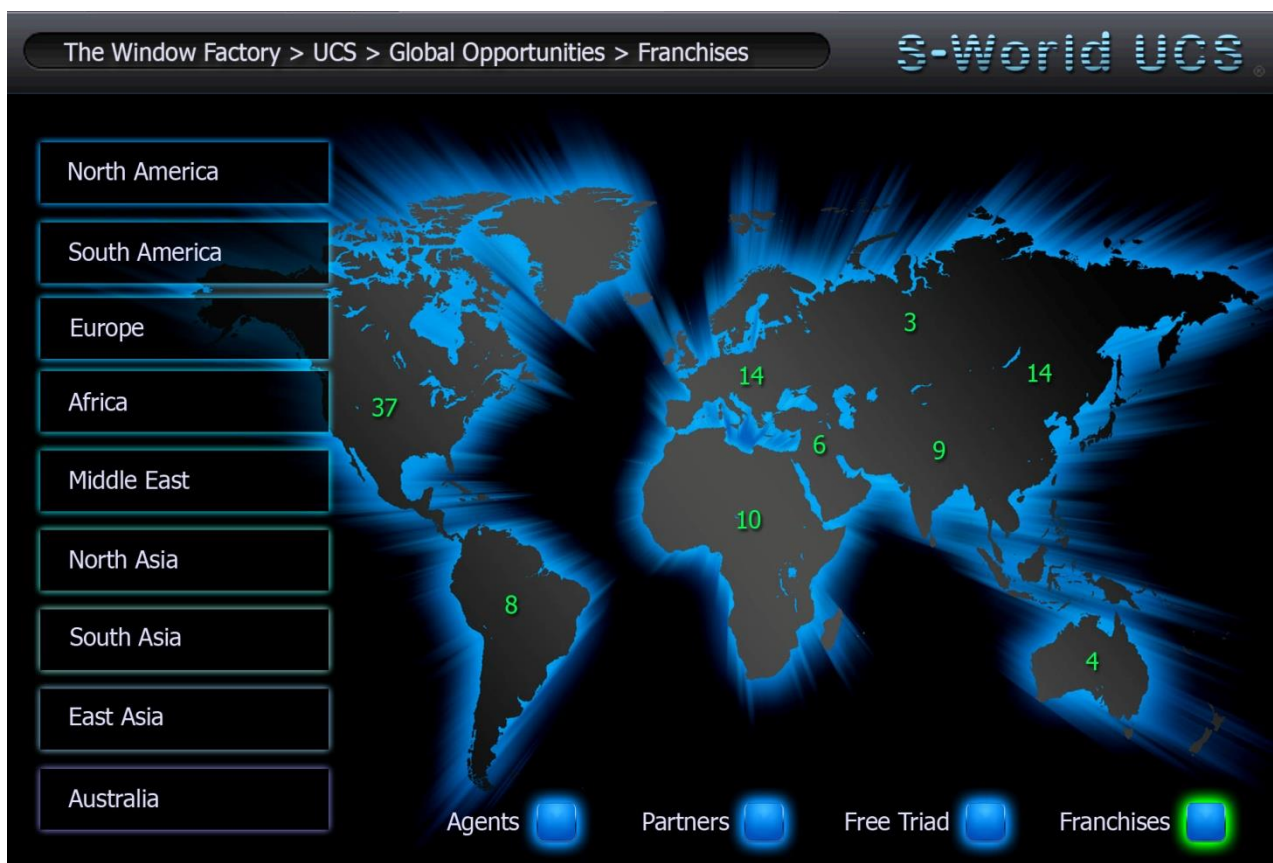 The Window Factory > UCS > Global Opportunities > Franchises
S-World UCS ®
North America
South America
Europe
Africa
Middle East
North Asia
South Asia
East Asia
Australia
3
14
14
37
6
9
10
8
4
Agents
Partners
Free Triad
Franchises